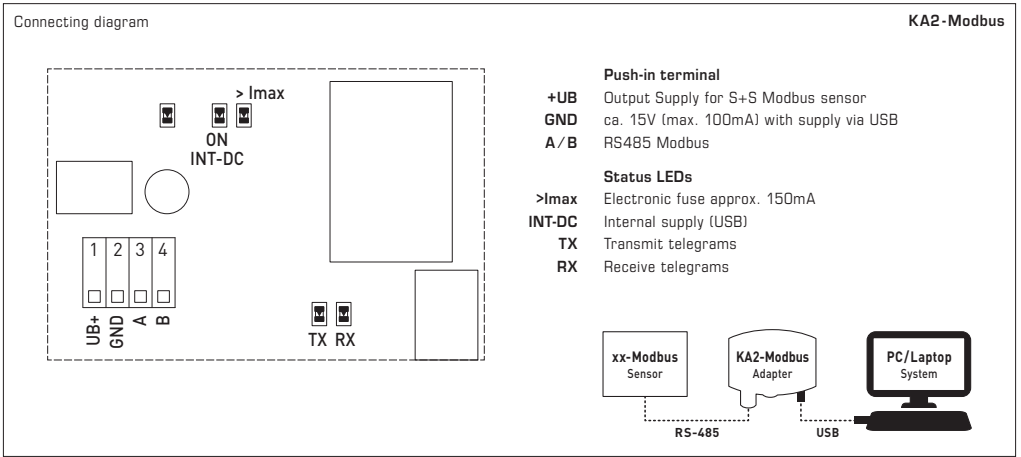 Connecting diagram
KA2-Modbus
> Imax
ON
INT-DC
1 2 3 4
UB+
GND
A
B
TX RX
Push-in terminal
+UB Output Supply for S+S Modbus sensor
GND ca. 15V (max. 100mA) with supply via USB
A / B RS485 Modbus
Status LEDs
>Imax Electronic fuse approx. 150mA
INT-DC Internal supply (USB)
TX Transmit telegrams
RX Receive telegrams
xx-Modbus
Sensor
KA2-Modbus
Adapter
PC/Laptop
System
RS-485
USB